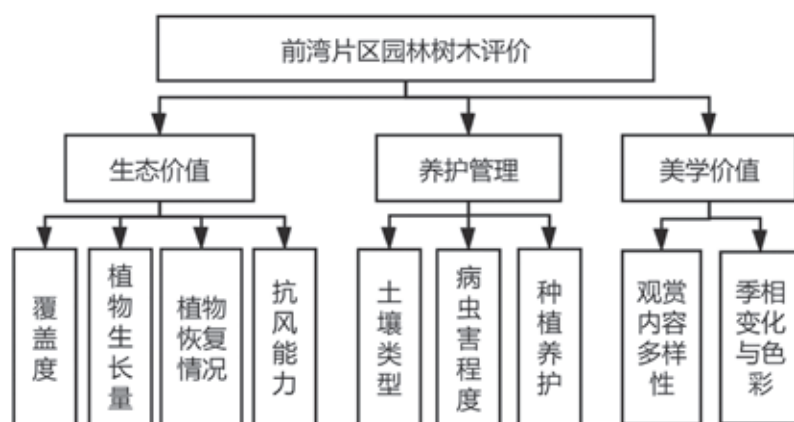 前湾片区园林树木评价
生态价值
养护管理
美学价值
覆盖度
植物生长量
植物
恢复
情况
抗风能力
土壤类型
病虫害程度
种植养护
观赏
内容
多样
性
季相
变化
与色
彩